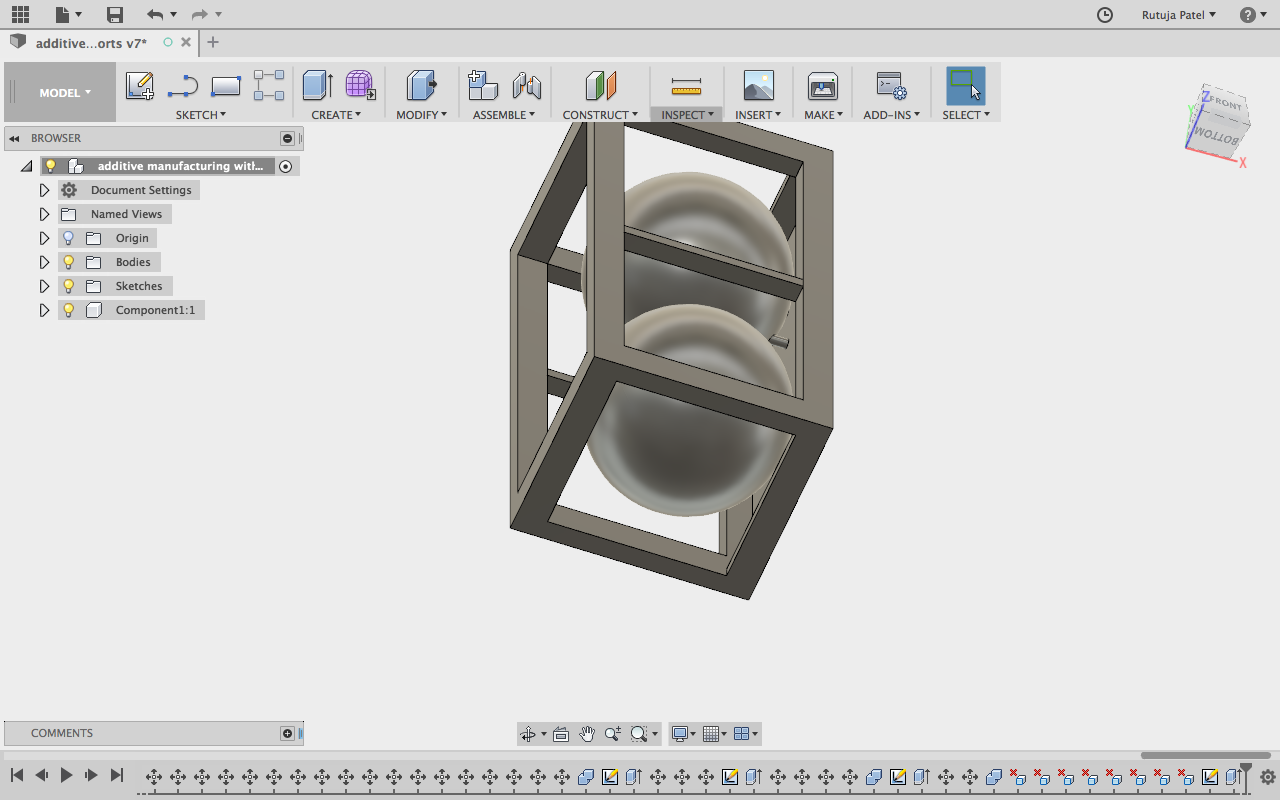 Rutuja Patel
?
additive...orts v7*
MODEL
SKETCH
CREATE
MODIFY
ASSEMBLE
CONSTRUCT
INSPECT
INSERT
MAKE
ADD-INS
SELECT
Z
FRONT
Y
BOTTOM
X
BROWSER
additive manufacturing with...
Document Settings
Named Views
Origin
Bodies
Sketches
Component1:1
COMMENTS